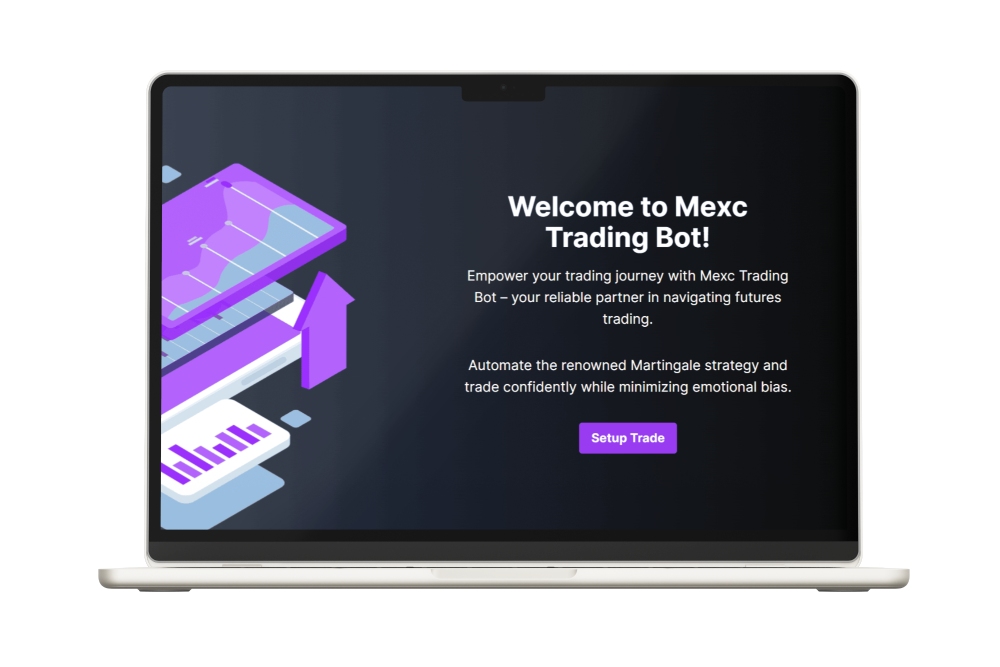 Welcome to Mexc
Trading Bot!
Empower your trading journey with Mexc Trading
Bot – your reliable partner in navigating futures
trading.
Automate the renowned Martingale strategy and
trade confidently while minimizing emotional bias.
Setup Trade